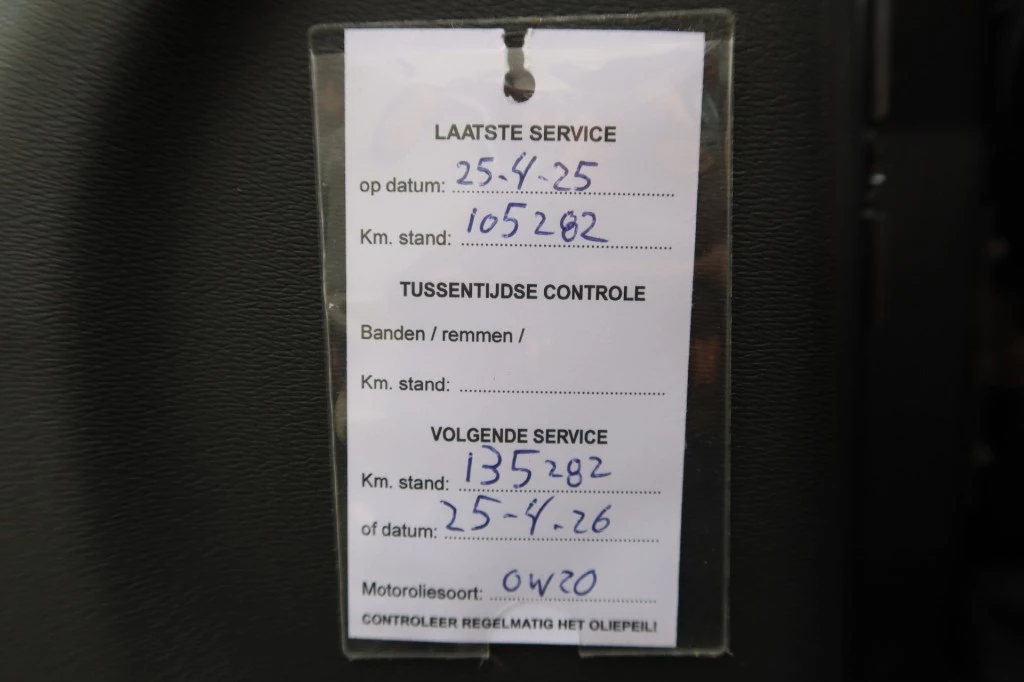 LAATSTE SERVICE
op datum: 25-4-25
Km. stand: 105282
TUSSENTIJDSE CONTROLE
Banden / remmen /
Km. stand:
VOLGENDE SERVICE
Km. stand: 135282
of datum: 25-4-26
Motoroliesoort: 0W20
CONTROLEER REGELMATIG HET OLIEPEIL!